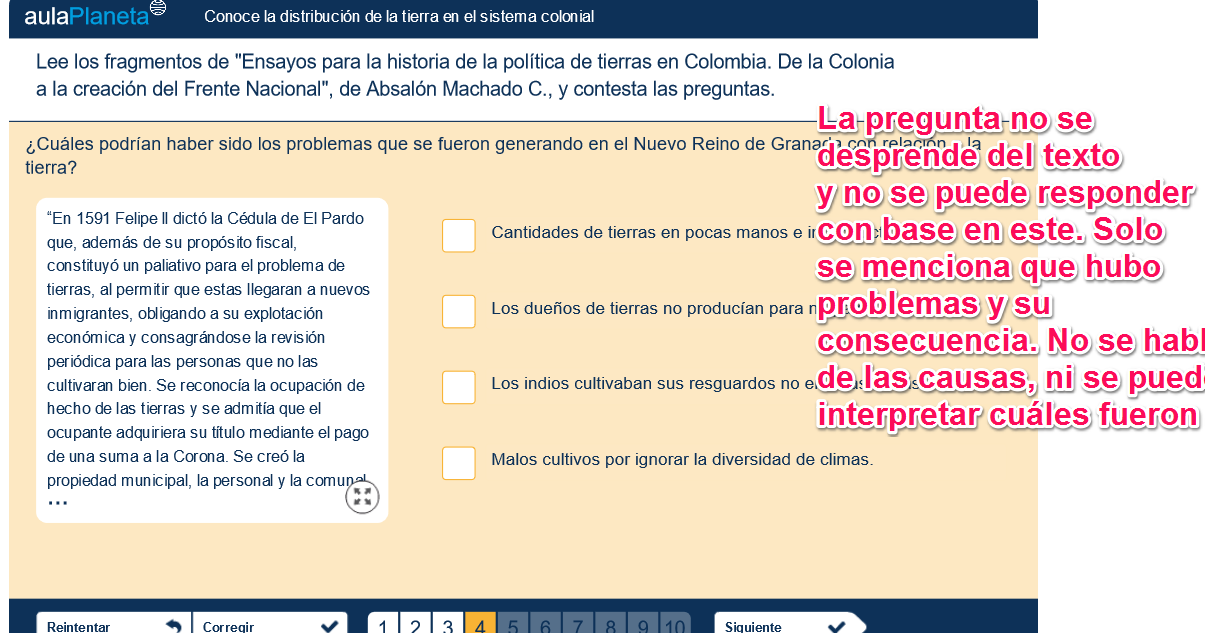 aulaPlaneta Conoce la distribución de la tierra en el sistema colonial
Lee los fragmentos de "Ensayos para la historia de la política de tierras en Colombia. De la Colonia
a la creación del Frente Nacional", de Absalón Machado C., y contesta las preguntas.
¿Cuáles podrían haber sido los problemas que se fueron generando en el Nuevo Reino de Granada con relación la
tierra?
“En 1591 Felipe II dictó la Cédula de El Pardo
que, además de su propósito fiscal,
constituyó un paliativo para el problema de
tierras, al permitir que estas llegaran a nuevos
inmigrantes, obligando a su explotación
económica y consagrándose la revisión
periódica para las personas que no las
cultivaran bien. Se reconocía la ocupación de
hecho de las tierras y se admitía que el
ocupante adquiriera su título mediante el pago
de una suma a la Corona. Se creó la
propiedad municipal, la personal y la comunal
...
Cantidades de tierras en pocas manos e
Los dueños de tierras no producían para
Los indios cultivaban sus resguardos no
Malos cultivos por ignorar la diversidad de climas.
La pregunta no se
desprende del texto
y no se puede responder
con base en este. Solo
se menciona que hubo
problemas y su
consecuencia. No se habl
de las causas, ni se pued
interpretar cuáles fueron
Reintentar Corregir 1 2 3 4 5 6 7 8 9 10 Siguiente